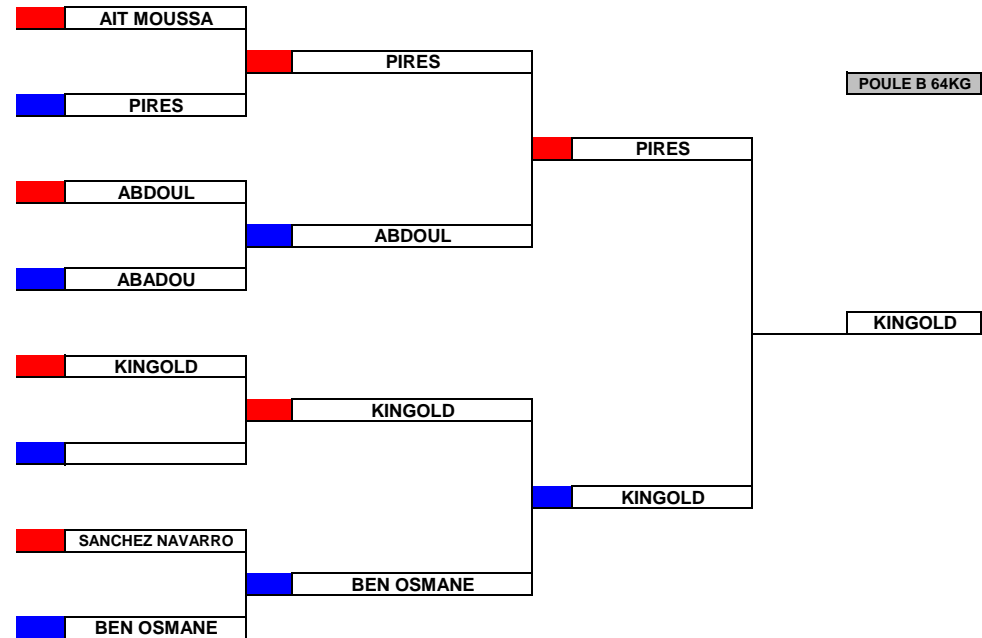 AIT MOUSSA
PIRES
POULE B 64KG
PIRES
PIRES
ABDOUL
ABDOUL
ABADOU
KINGOLD
KINGOLD
KINGOLD
KINGOLD
SANCHEZ NAVARRO
BEN OSMANE
BEN OSMANE